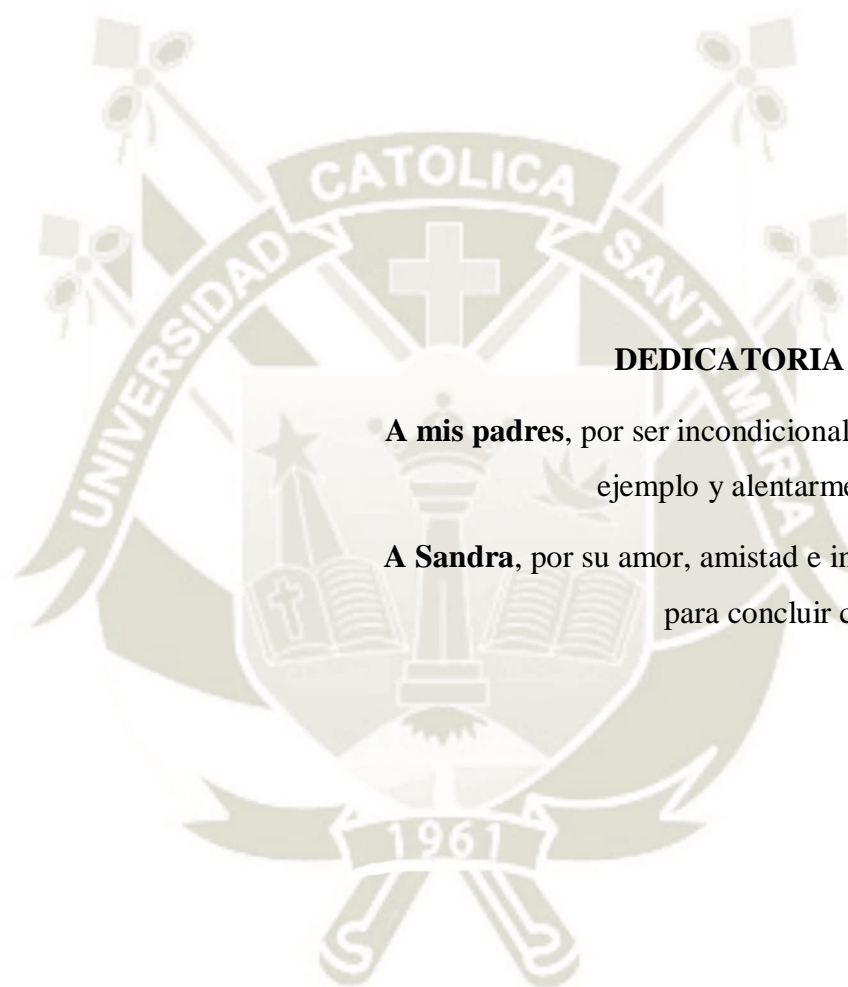 UNIVERSIDAD CATOLICA SANTA MARIA
DEDICATORIA
A mis padres, por ser incondicional
ejemplo y alentarme
A Sandra, por su amor, amistad e
para concluir
1961